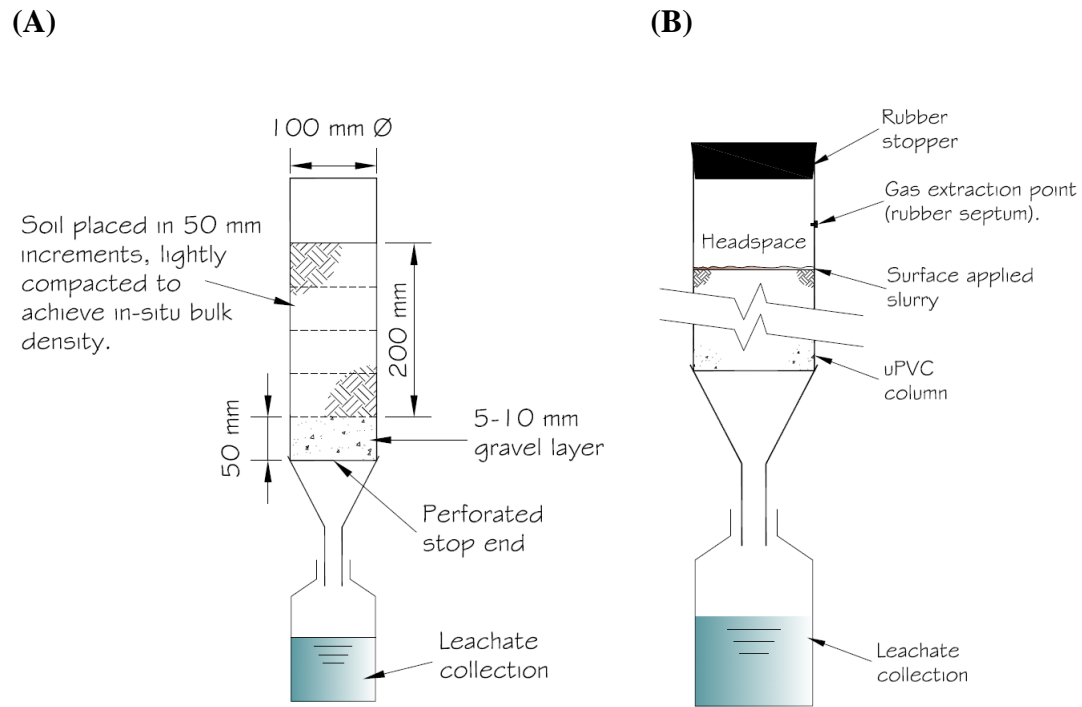 (A)
100 mm Ø
Soil placed in 50 mm
increments, lightly
compacted to
achieve in-situ bulk
density.
200 mm
50 mm
5-10 mm
gravel layer
Perforated
stop end
Leachate
collection
(B)
Rubber
stopper
Gas extraction point
(rubber septum).
Headspace
Surface applied
slurry
uPVC
column
Leachate
collection